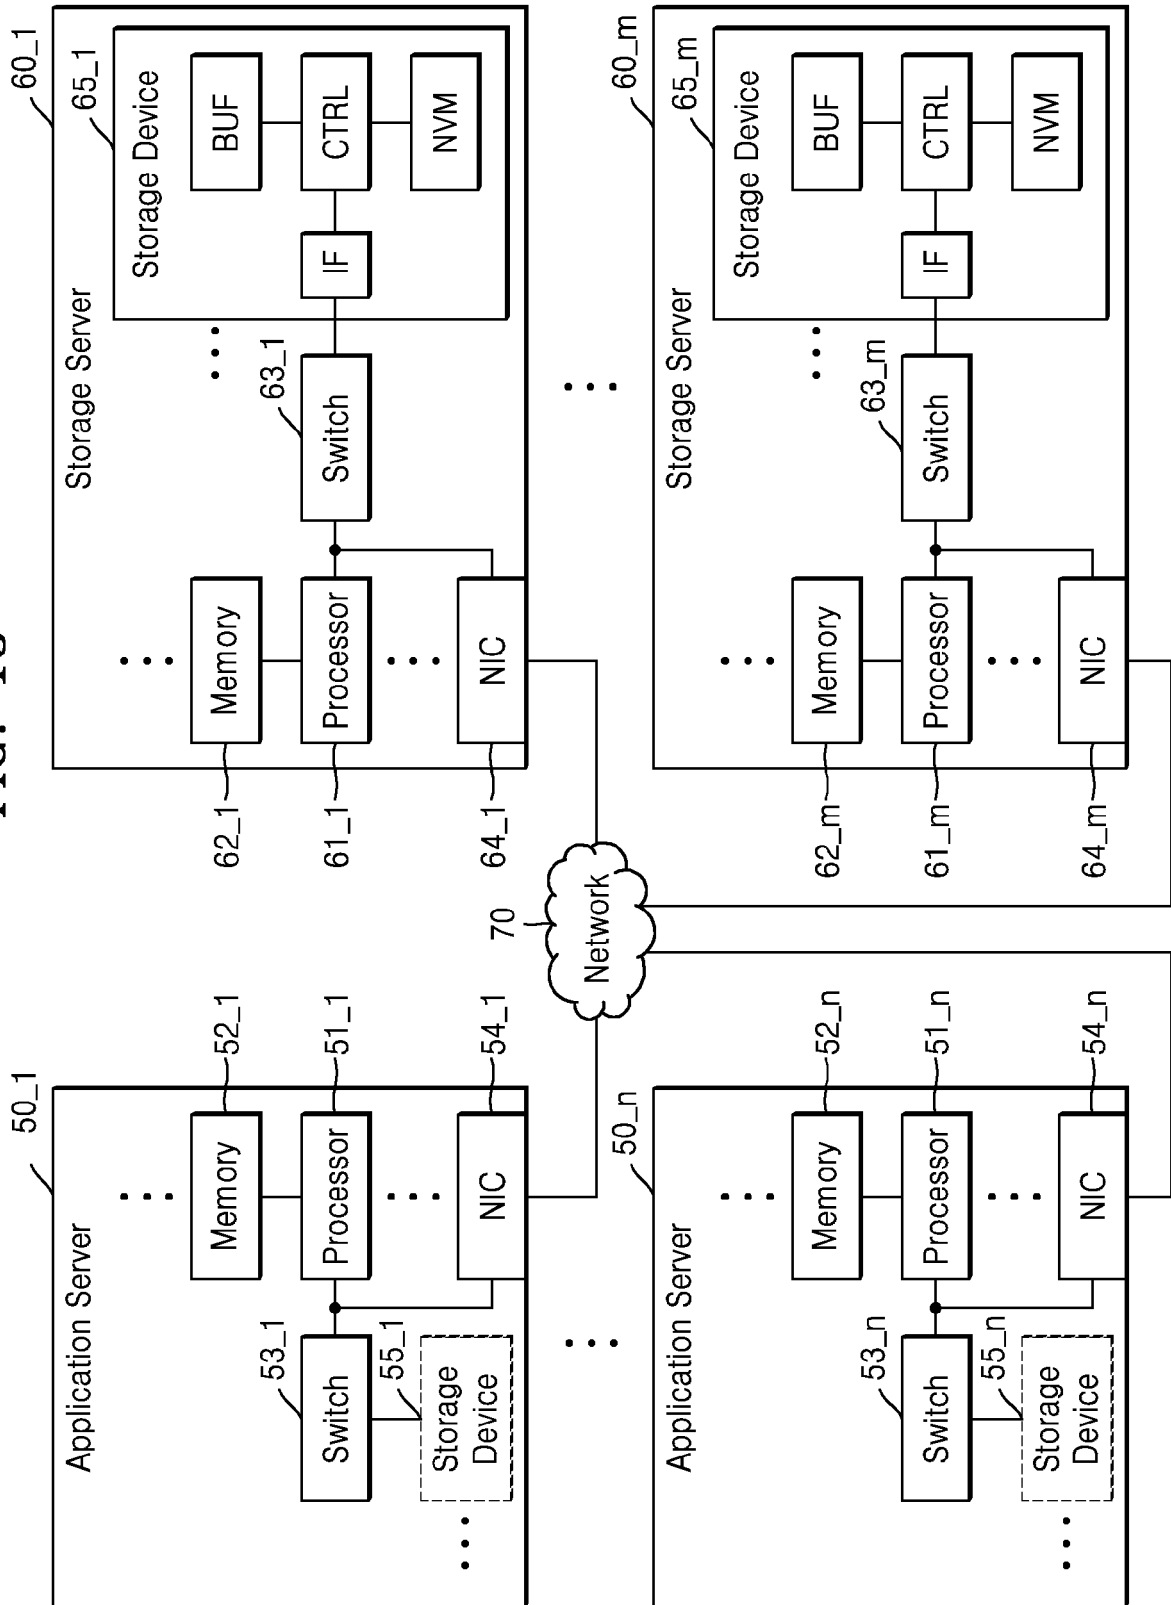 FIG.
50_1
Application Server
Memory
52_1
53_1
Switch
Processor
51_1
55_1
Storage
Device
NIC
54_1
60_1
Storage Server
65_1
Storage Device
62_1
Memory
BUF
63_1
61_1
Processor
Switch
IF
CTRL
64_1
NIC
NVM
70
Network
50_n
Application Server
Memory
52_n
53_n
Switch
Processor
51_n
55_n
Storage
Device
NIC
54_n
60_m
Storage Server
65_m
Storage Device
62_m
Memory
BUF
63_m
61_m
Processor
Switch
IF
CTRL
64_m
NIC
NVM